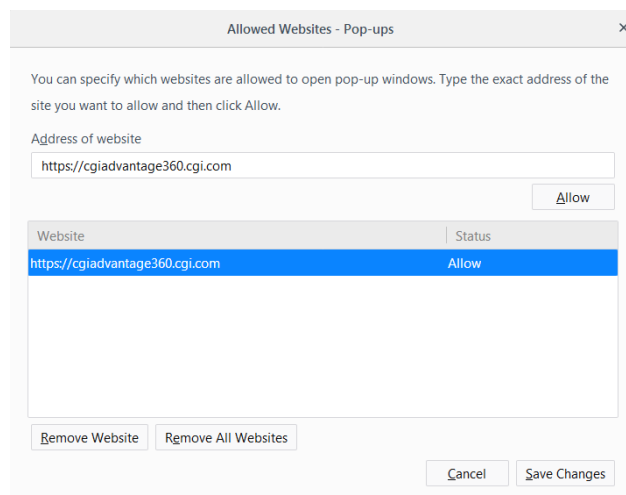 Allowed Websites - Pop-ups
You can specify which websites are allowed to open pop-up windows. Type the exact address of the
site you want to allow and then click Allow.
Address of website
https://cgiadvantage360.cgi.com
Allow
Website Status
https://cgiadvantage360.cgi.com Allow
Remove Website Remove All Websites
Cancel Save Changes